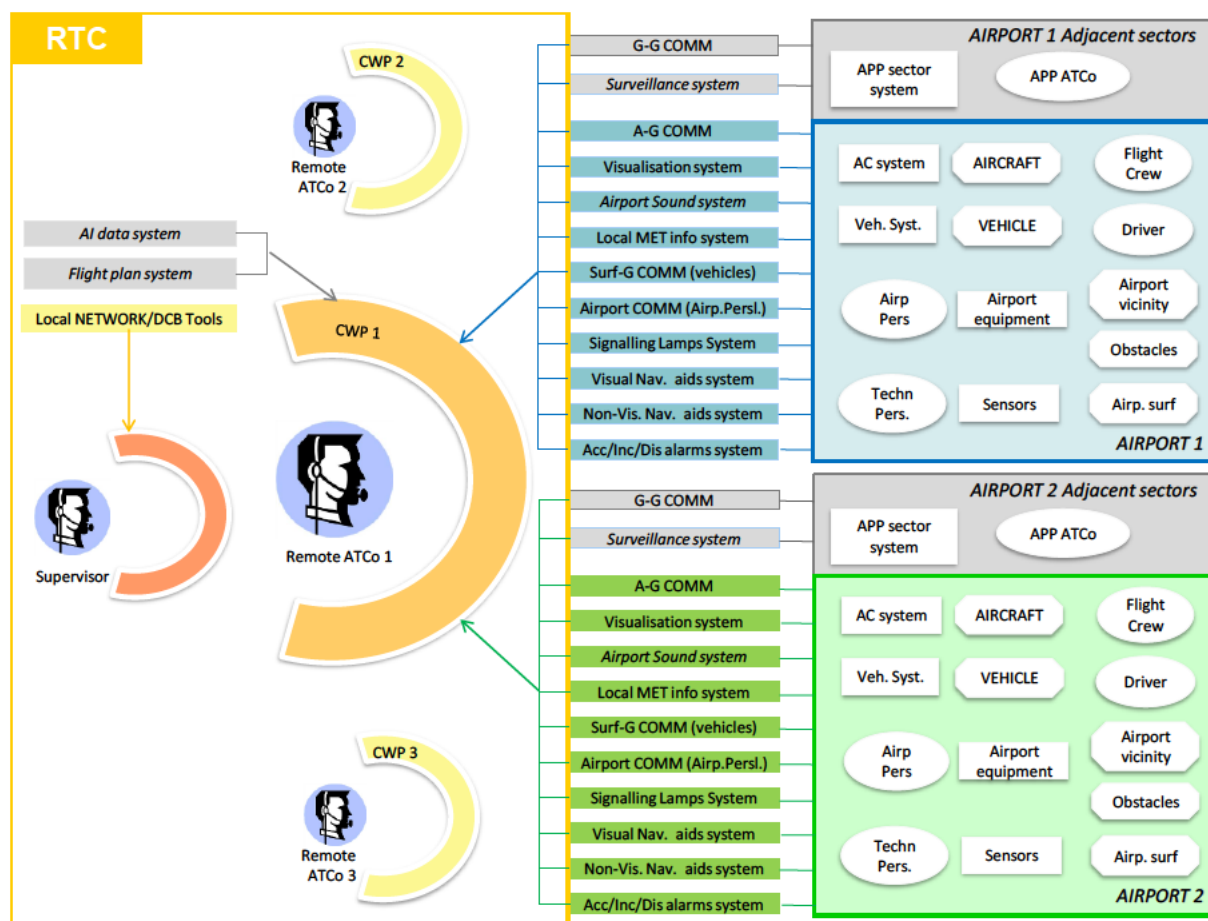 RTC
CWP 2
Remote
ATCo 2
AI data system
Flight plan system
Local NETWORK/DCB Tools
CWP 1
Remote ATCo 1
Supervisor
CWP 3
Remote
ATCo 3
G-G COMM
Surveillance system
A-G COMM
Visualisation system
Airport Sound system
Local MET info system
Surf-G COMM (vehicles)
Airport COMM (Airp.Persl.)
Signalling Lamps System
Visual Nav. aids system
Non-Vis. Nav. aids system
Acc/Inc/Dis alarms system
G-G COMM
Surveillance system
A-G COMM
Visualisation system
Airport Sound system
Local MET info system
Surf-G COMM (vehicles)
Airport COMM (Airp.Persl.)
Signalling Lamps System
Visual Nav. aids system
Non-Vis. Nav. aids system
Acc/Inc/Dis alarms system
AIRPORT 1 Adjacent sectors
APP sector
system
APP ATCo
AC system
AIRCRAFT
Flight
Crew
Veh. Syst.
VEHICLE
Driver
Airp
Pers
Airport
equipment
Airport
vicinity
Obstacles
Techn
Pers.
Sensors
Airp. surf
AIRPORT 1
AIRPORT 2 Adjacent sectors
APP sector
system
APP ATCo
AC system
AIRCRAFT
Flight
Crew
Veh. Syst.
VEHICLE
Driver
Airp
Pers
Airport
equipment
Airport
vicinity
Obstacles
Techn
Pers.
Sensors
Airp. surf
AIRPORT 2